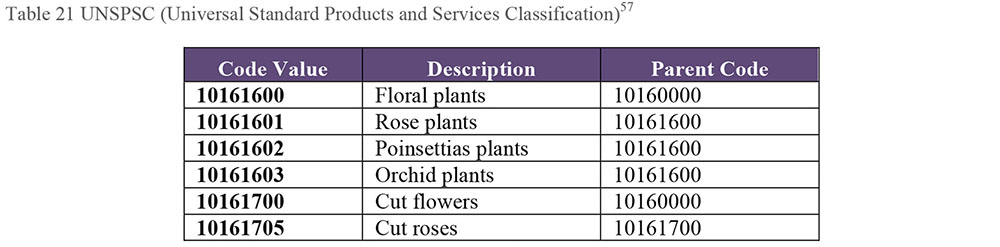 Table 21 UNSPSC (Universal Standard Products and Services Classification)57
Code Value Description Parent Code
10161600 Floral plants 10160000
10161601 Rose plants 10161600
10161602 Poinsettias plants 10161600
10161603 Orchid plants 10161600
10161700 Cut flowers 10160000
10161705 Cut roses 10161700